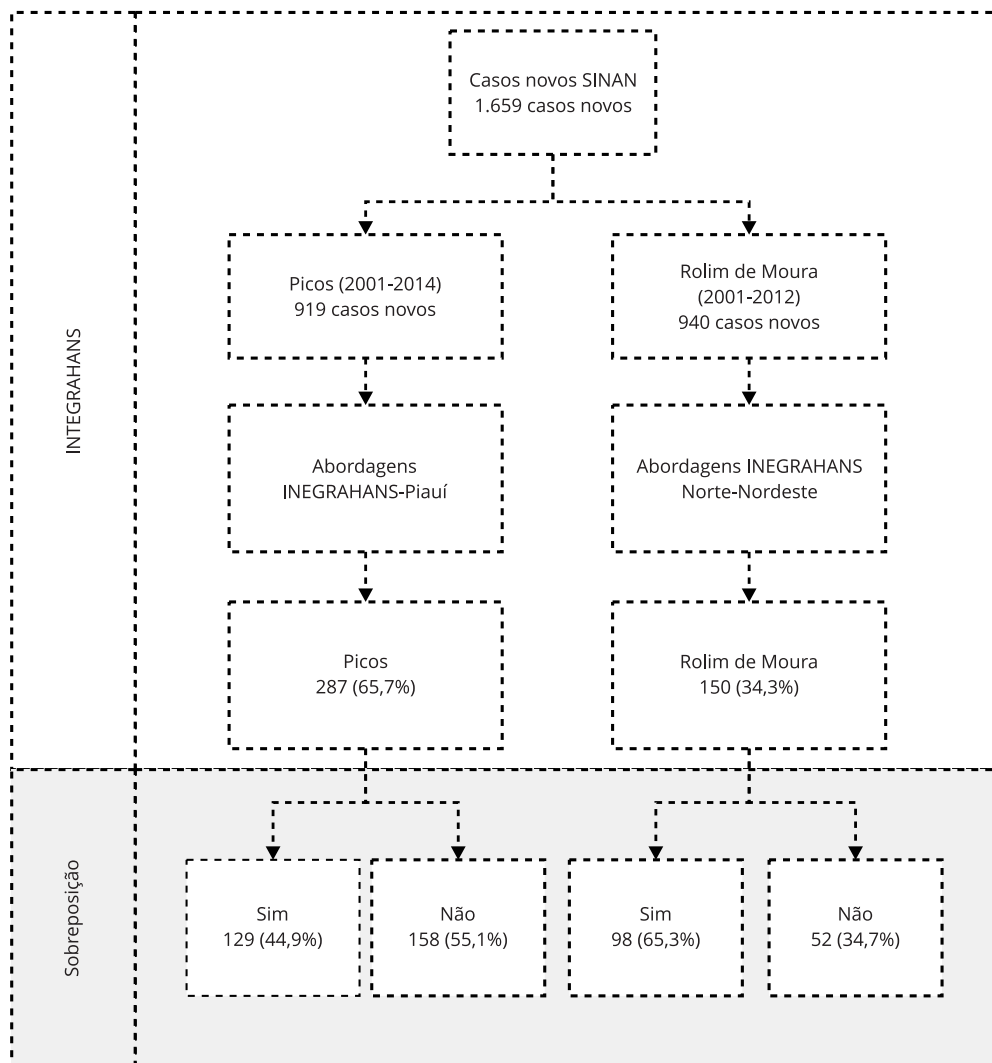 INTEGRAHANS
Casos novos SINAN
1.659 casos novos
Picos (2001-2014)
919 casos novos
Rolim de Moura
(2001-2012)
940 casos novos
Abordagens
INEGRAHANS-Piauí
Abordagens INEGRAHANS
Norte-Nordeste
Picos
287 (65,7%)
Rolim de Moura
150 (34,3%)
Sobreposição
Sim
129 (44,9%)
Não
158 (55,1%)
Sim
98 (65,3%)
Não
52 (34,7%)